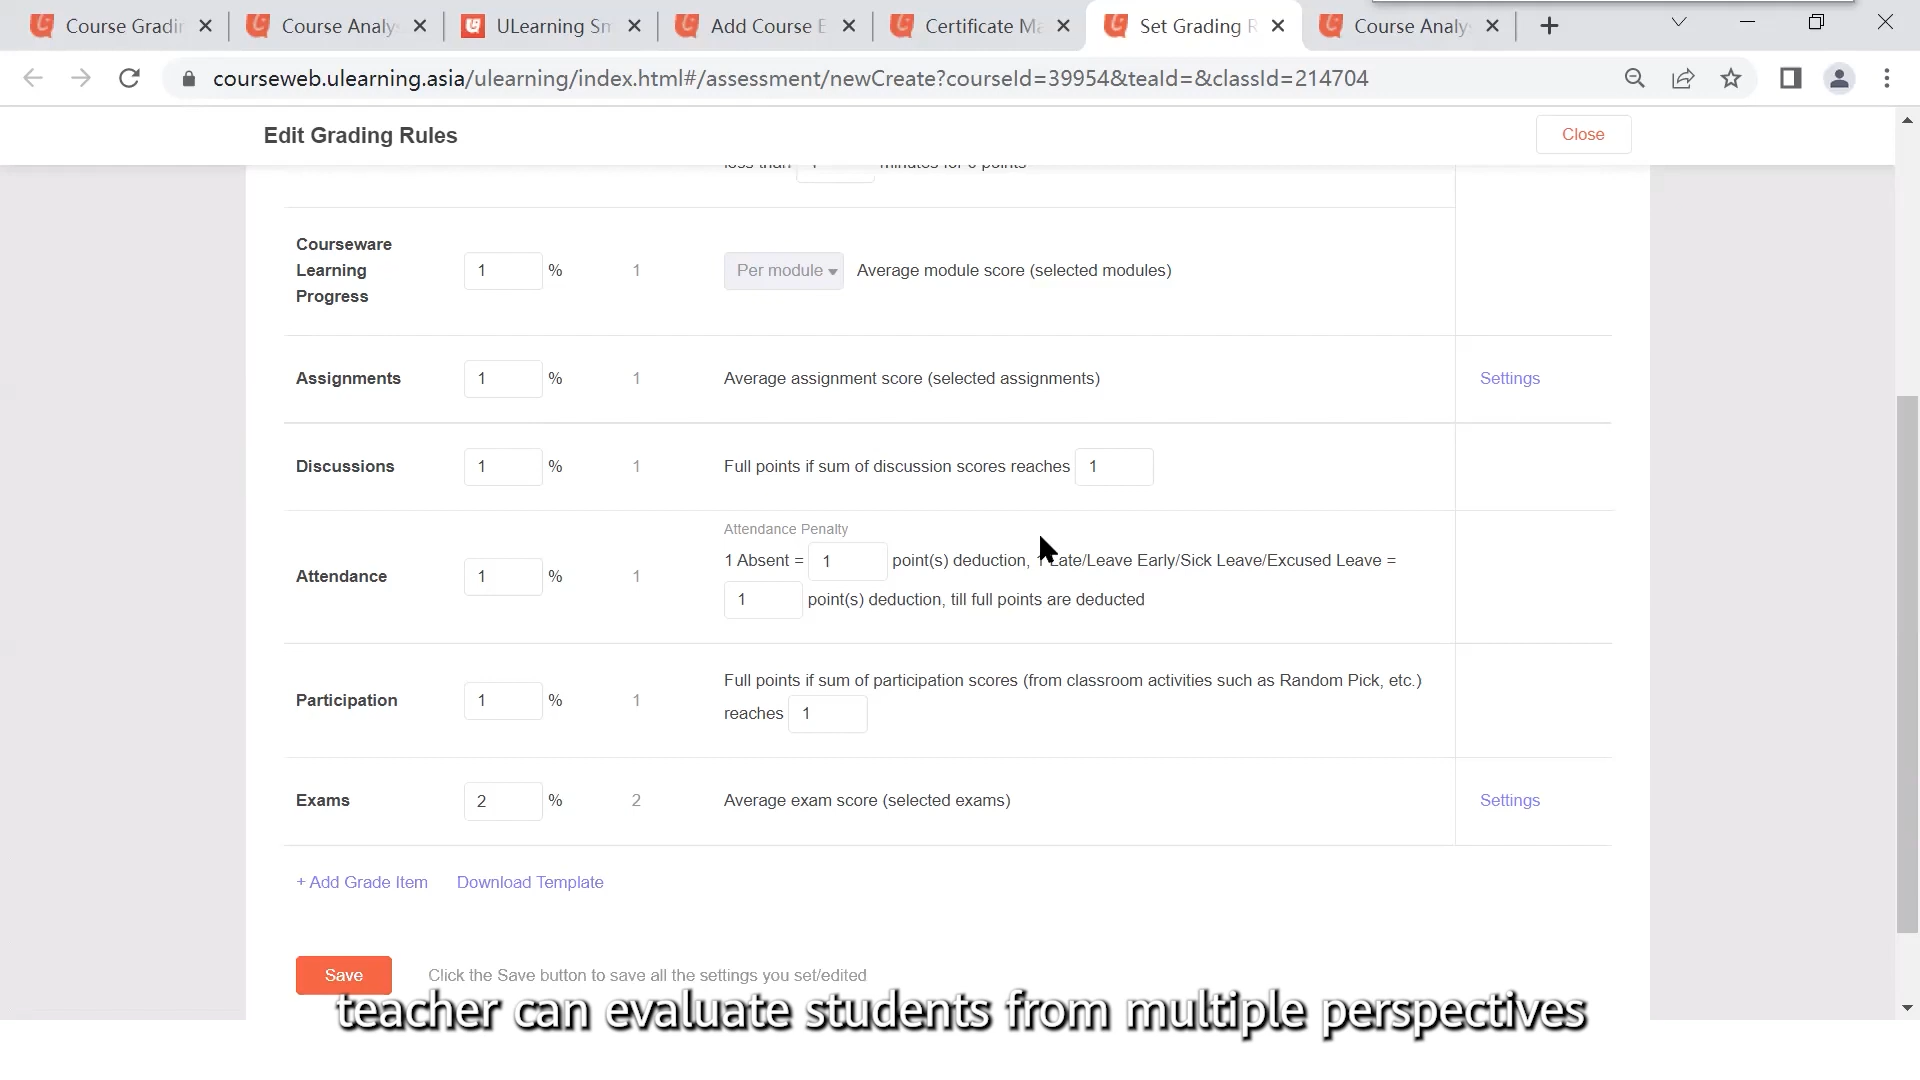 Course Gradin
Course Analys
ULearning Sm
Add Course E
Certificate Ma
Set Grading R
Course Analys
courseweb.ulearning.asia/ulearning/index.html#/assessment/newCreate?courseId=39954&teaId=&classId=214704
Edit Grading Rules
Close
less than 1 minutes for 0 points
Courseware
Learning
Progress
1 %
1
Per module
Average module score (selected modules)
Assignments
1 %
1
Average assignment score (selected assignments)
Settings
Discussions
1 %
1
Full points if sum of discussion scores reaches 1
Attendance Penalty
Attendance
1 %
1
1 Absent = 1 point(s) deduction, 1 Late/Leave Early/Sick Leave/Excused Leave =
1 point(s) deduction, till full points are deducted
Participation
1 %
1
Full points if sum of participation scores (from classroom activities such as Random Pick, etc.)
reaches 1
Exams
2 %
2
Average exam score (selected exams)
Settings
+ Add Grade Item
Download Template
Save
Click the Save button to save all the settings you set/edited
teacher can evaluate students from multiple perspectives